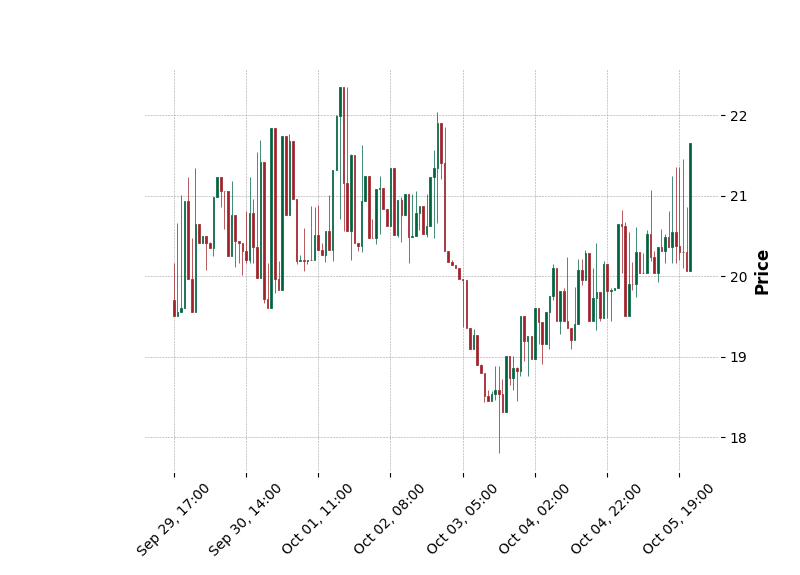 22
21
20
19
18
Price
Sep 29, 17:00
Sep 30, 14:00
Oct 01, 11:00
Oct 02, 08:00
Oct 03, 05:00
Oct 04, 02:00
Oct 04, 22:00
Oct 05, 19:00